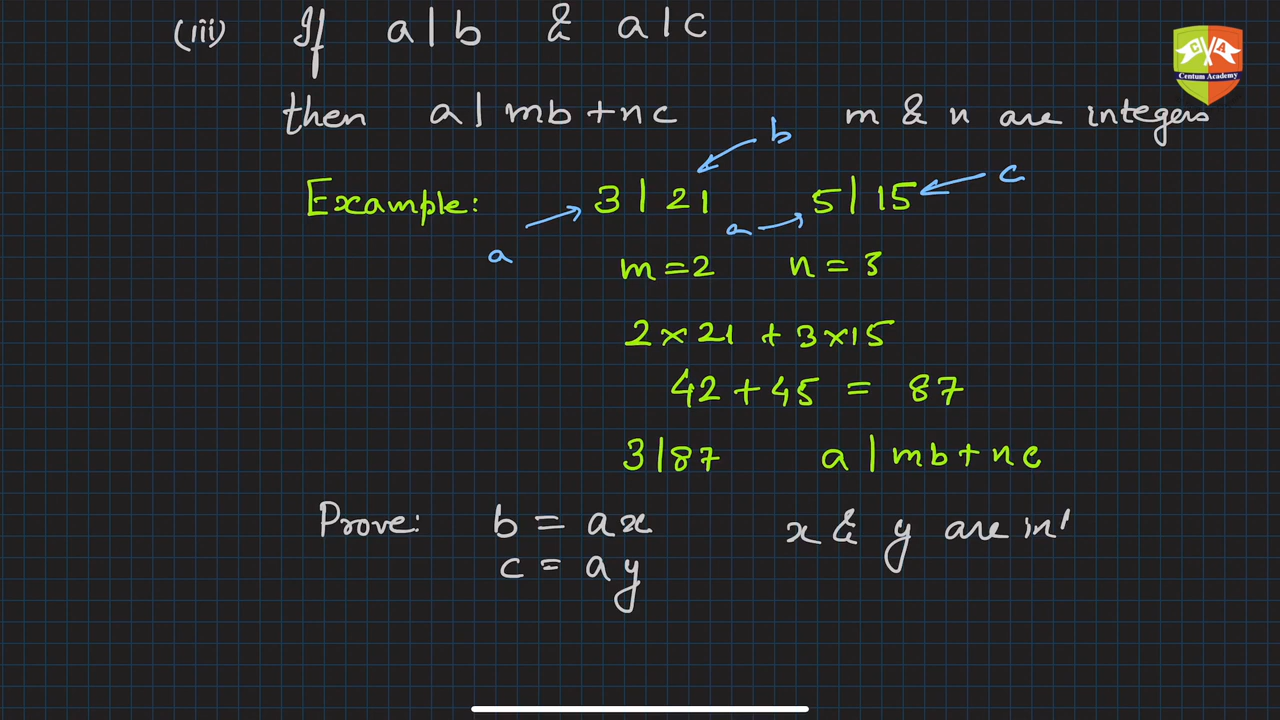 (iii) If a | b & a | c
Centum Academy
then a | mb + nc m & n are integers
b
c
Example: 3 | 21 5 | 15
a
a
m = 2 n = 3
2 × 21 + 3 × 15
42 + 45 = 87
3 | 87 a | mb + nc
Prove: b = ax x & y are in
c = ay